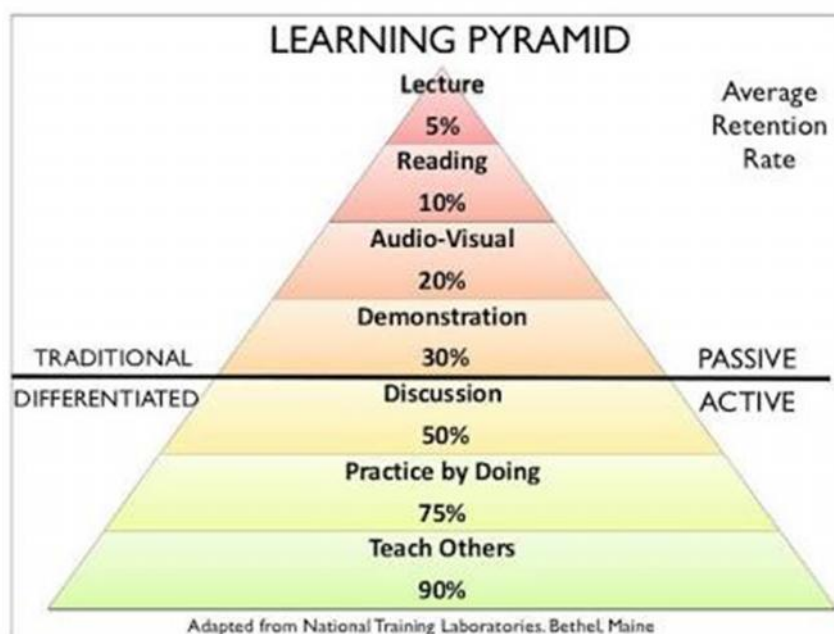 LEARNING PYRAMID
Lecture
5%
Average
Retention
Rate
Reading
10%
Audio-Visual
20%
Demonstration
30%
TRADITIONAL
PASSIVE
DIFFERENTIATED
ACTIVE
Discussion
50%
Practice by Doing
75%
Teach Others
90%
Adapted from National Training Laboratories. Bethel, Maine